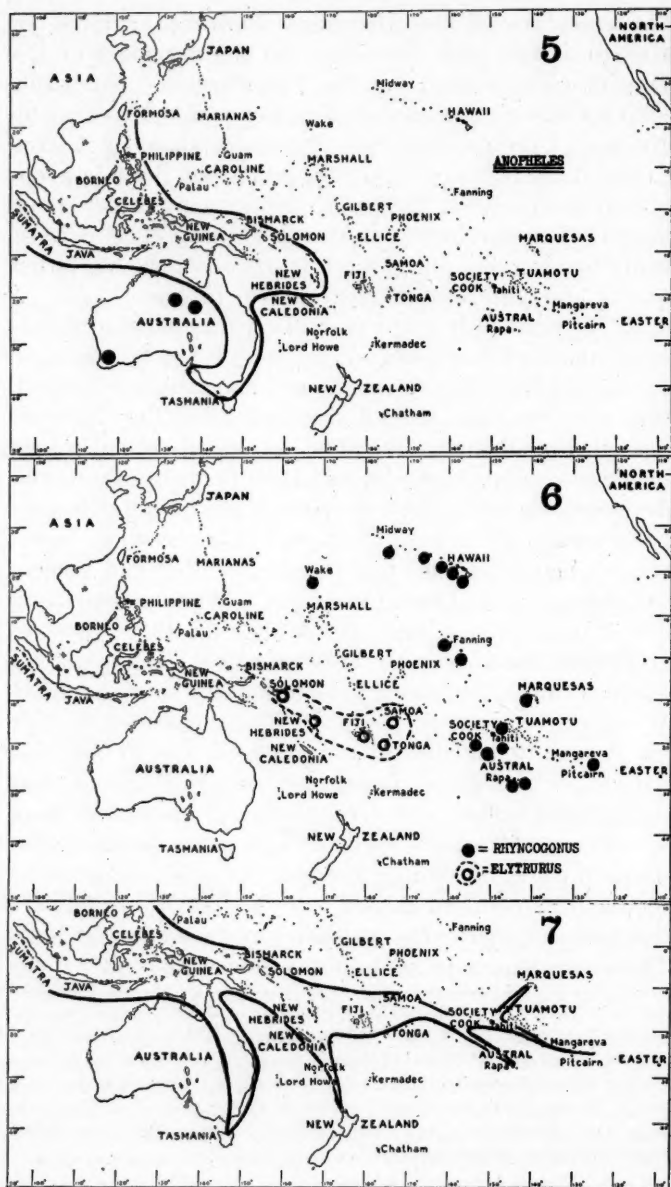 5
NORTH-
AMERICA
JAPAN
ASIA
Midway
HAWAII
FORMOSA
MARIANAS
Wake
ANOPHELES
PHILIPPINE
Guam
MARSHALL
CAROLINE
BORNEO
Palau
Fanning
CELEBES
GILBERT
BISMARCK
PHOENIX
SUMATRA
NEW
GUINEA
SOLOMON
ELLICE
MARQUESAS
JAVA
SAMOA
NEW
HEBRIDES
FIJI
SOCIETY
TUAMOTU
COOK
Tahiti
NEW
CALEDONIA
TONGA
Mangareva
AUSTRALIA
AUSTRAL
Pitcairn
EASTER
Norfolk
Rapa
Lord Howe
Kermadec
NEW ZEALAND
TASMANIA
Chatham
6
NORTH-
AMERICA
JAPAN
ASIA
Midway
HAWAII
FORMOSA
MARIANAS
Wake
PHILIPPINE
Guam
MARSHALL
CAROLINE
BORNEO
Palau
Fanning
CELEBES
GILBERT
BISMARCK
PHOENIX
SUMATRA
NEW
GUINEA
SOLOMON
ELLICE
MARQUESAS
JAVA
SAMOA
NEW
HEBRIDES
FIJI
SOCIETY
TUAMOTU
COOK
Tahiti
NEW
CALEDONIA
TONGA
Mangareva
AUSTRALIA
AUSTRAL
Pitcairn
EASTER
Norfolk
Rapa
Lord Howe
Kermadec
NEW ZEALAND
= RHYNCOGONUS
TASMANIA
Chatham
= ELYTRURUS
7
BORNEO
Palau
Fanning
CELEBES
GILBERT
BISMARCK
PHOENIX
SUMATRA
NEW
GUINEA
SOLOMON
ELLICE
MARQUESAS
JAVA
SAMOA
NEW
HEBRIDES
FIJI
SOCIETY
TUAMOTU
COOK
Tahiti
NEW
CALEDONIA
TONGA
Mangareva
AUSTRALIA
AUSTRAL
Pitcairn
EASTER
Norfolk
Rapa
Lord Howe
Kermadec
NEW ZEALAND
TASMANIA
Chatham